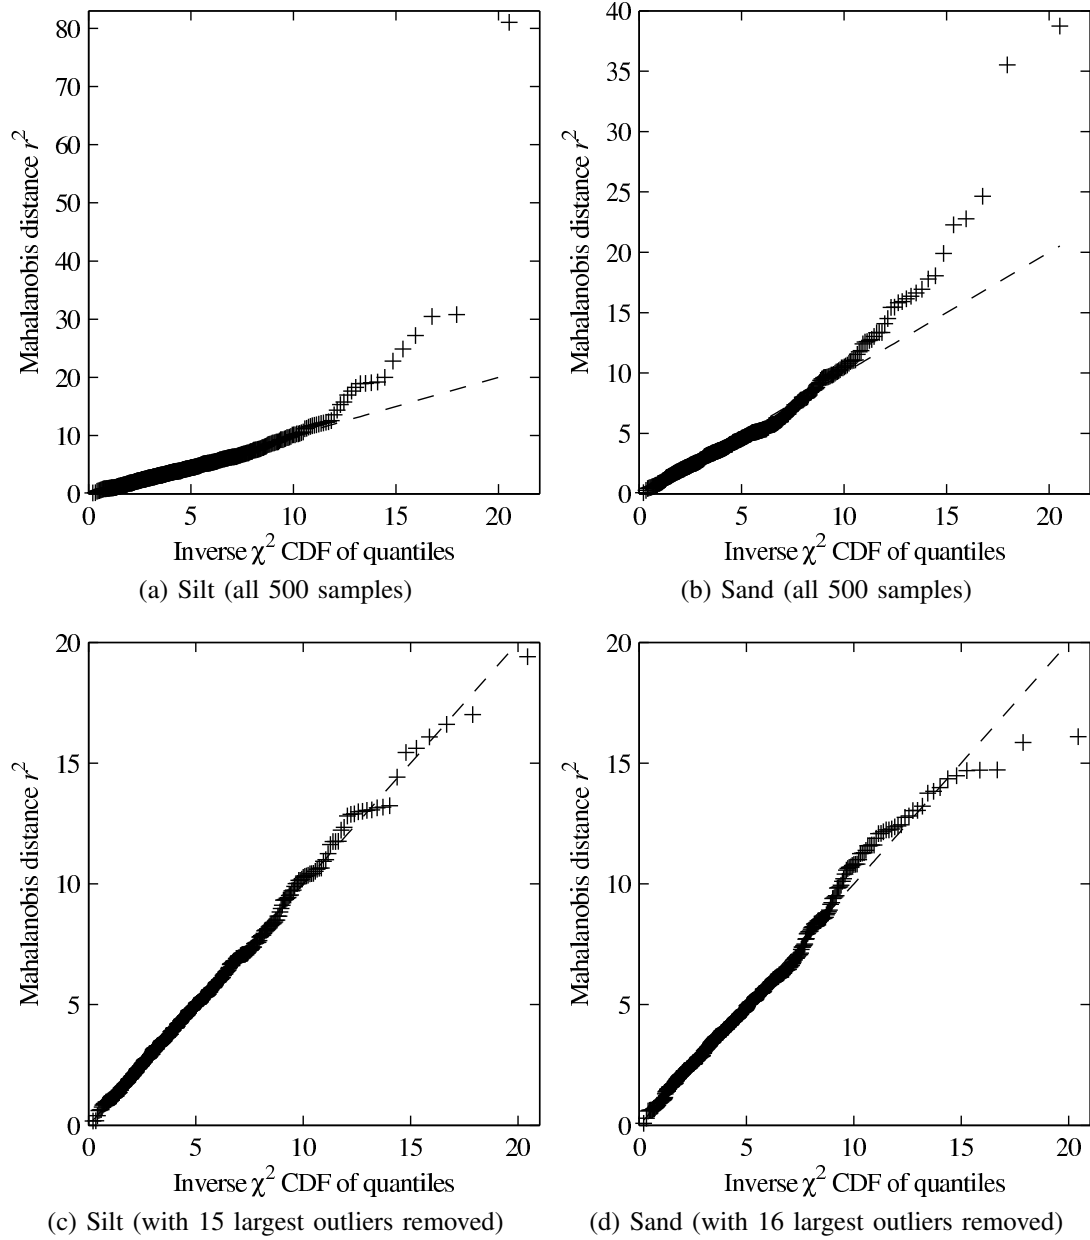 80
70
60
50
40
30
20
10
0
0 5 10 15 20
Mahalanobis distance r²
Inverse χ² CDF of quantiles
(a) Silt (all 500 samples)
40
35
30
25
20
15
10
5
0
0 5 10 15 20
Mahalanobis distance r²
Inverse χ² CDF of quantiles
(b) Sand (all 500 samples)
20
15
10
5
0
0 5 10 15 20
Mahalanobis distance r²
Inverse χ² CDF of quantiles
(c) Silt (with 15 largest outliers removed)
20
15
10
5
0
0 5 10 15 20
Mahalanobis distance r²
Inverse χ² CDF of quantiles
(d) Sand (with 16 largest outliers removed)